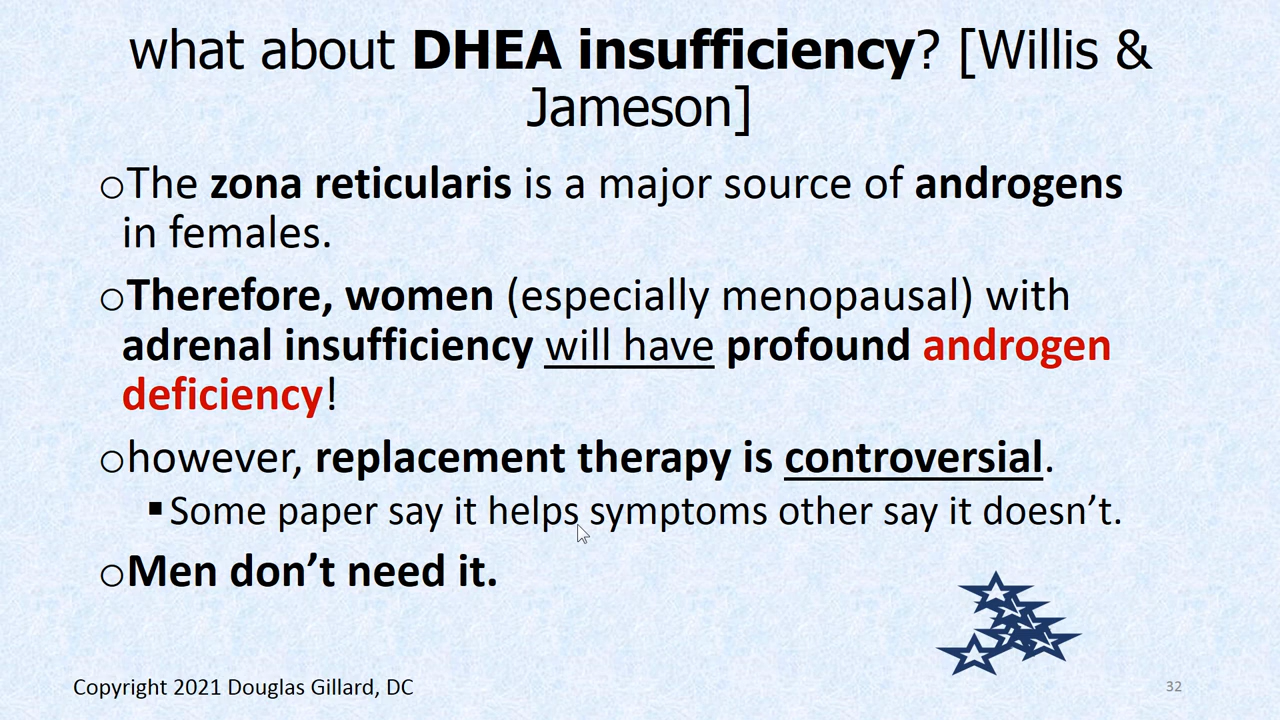 what about DHEA insufficiency? [Willis &
Jameson]
oThe zona reticularis is a major source of androgens
in females.
oTherefore, women (especially menopausal) with
adrenal insufficiency will have profound androgen
deficiency!
ohowever, replacement therapy is controversial.
▪Some paper say it helps symptoms other say it doesn’t.
oMen don’t need it.
Copyright 2021 Douglas Gillard, DC
32